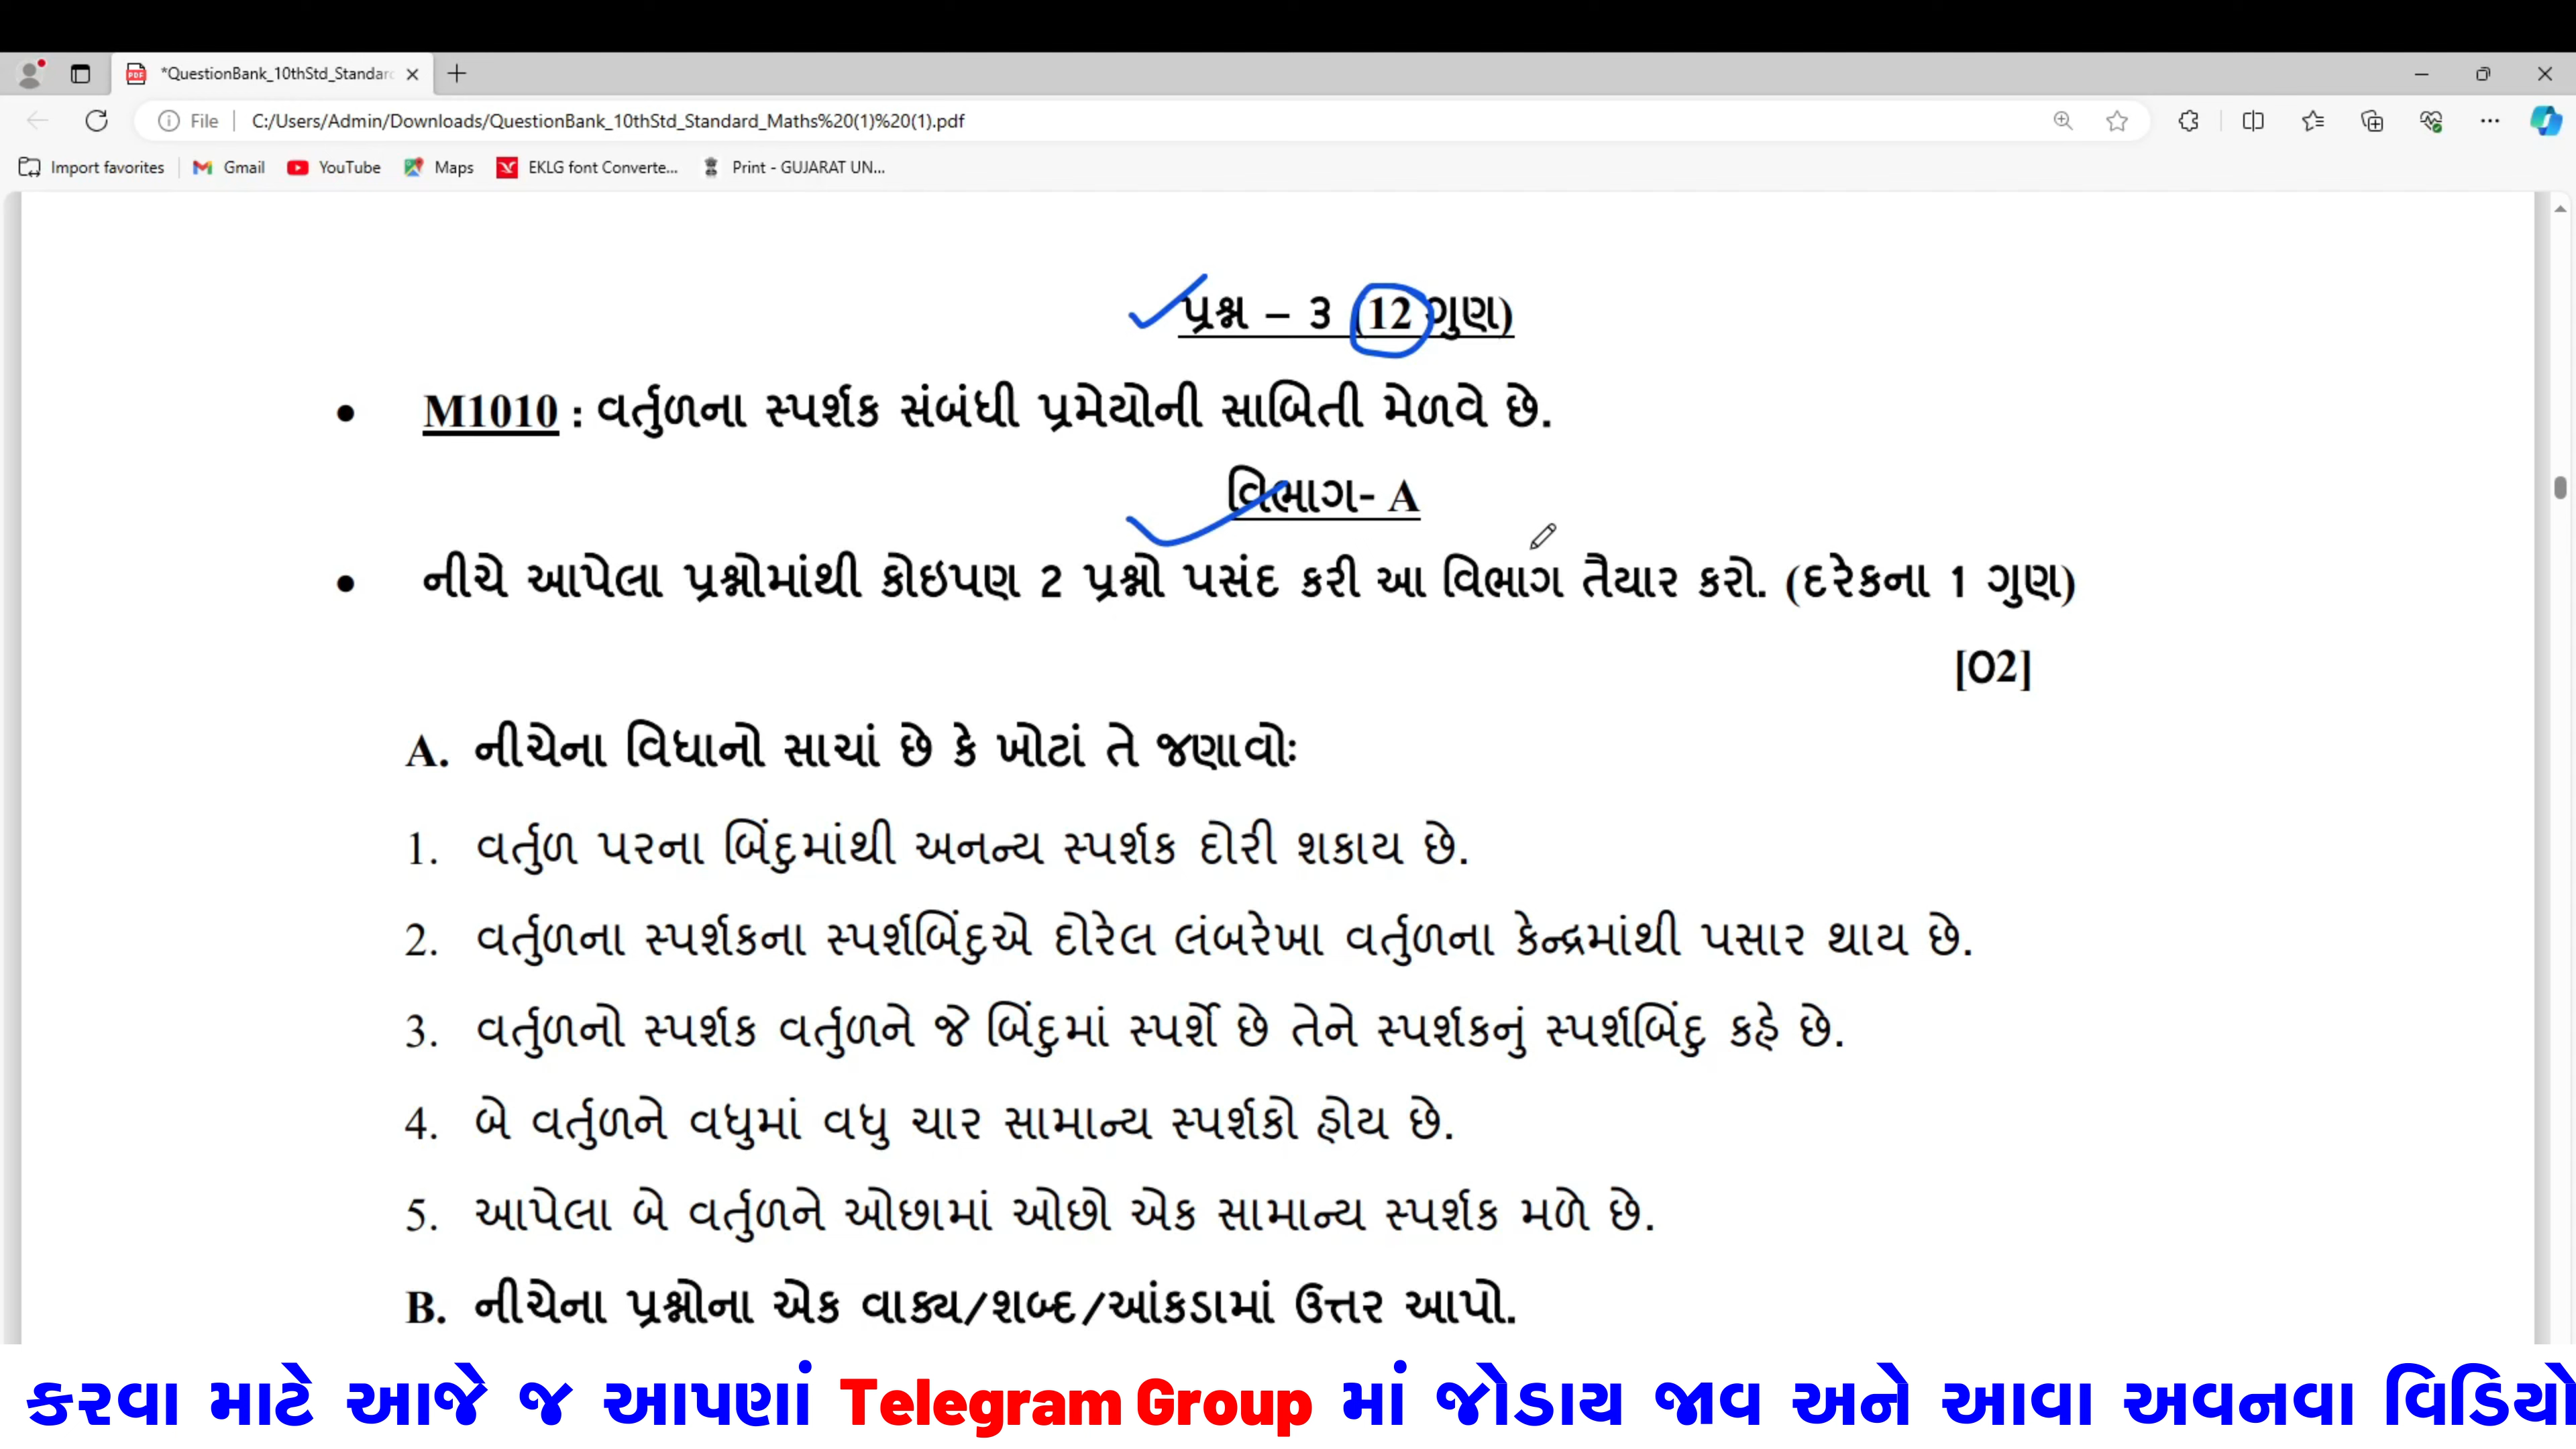 *QuestionBank_10thStd_Standard
File
C:/Users/Admin/Downloads/QuestionBank_10thStd_Standard_Maths%20(1)%20(1).pdf
Import favorites Gmail YouTube Maps EKLG font Converte... Print - GUJARAT UN...
પ્રશ્ન – ૩ (12 ગુણ)
• M1010 : વર્તુળના સ્પર્શક સંબંધી પ્રમેયોની સાબિતી મેળવે છે.
વિભાગ- A
• નીચે આપેલા પ્રશ્નોમાંથી કોઇપણ 2 પ્રશ્નો પસંદ કરી આ વિભાગ તૈયાર કરો. (દરેકના 1 ગુણ)
[02]
A. નીચેના વિધાનો સાચાં છે કે ખોટાં તે જણાવોઃ
1. વર્તુળ પરના બિંદુમાંથી અનન્ય સ્પર્શક દોરી શકાય છે.
2. વર્તુળના સ્પર્શકના સ્પર્શબિંદુએ દોરેલ લંબરેખા વર્તુળના કેન્દ્રમાંથી પસાર થાય છે.
3. વર્તુળનો સ્પર્શક વર્તુળને જે બિંદુમાં સ્પર્શે છે તેને સ્પર્શકનું સ્પર્શબિંદુ કહે છે.
4. બે વર્તુળને વધુમાં વધુ ચાર સામાન્ય સ્પર્શકો હોય છે.
5. આપેલા બે વર્તુળને ઓછામાં ઓછો એક સામાન્ય સ્પર્શક મળે છે.
B. નીચેના પ્રશ્નોના એક વાક્ય/શબ્દ/આંકડામાં ઉત્તર આપો.
કરવા માટે આજે જ આપણાં Telegram Group માં જોડાય જાવ અને આવા અવનવા વિડિયો